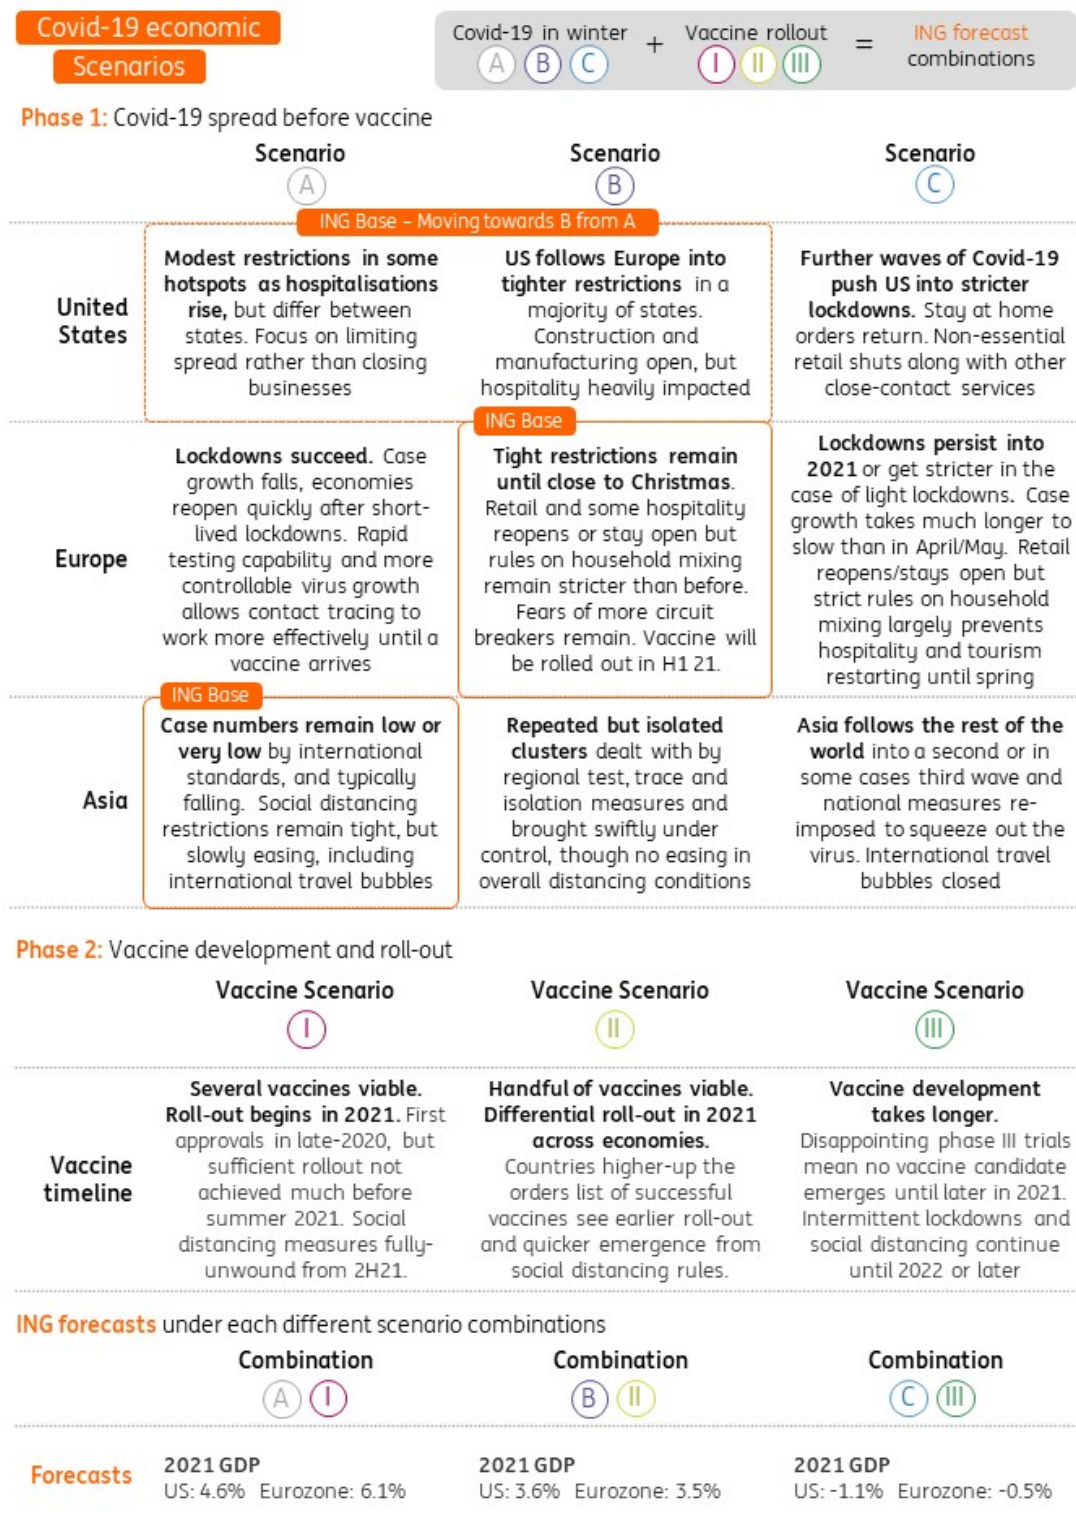 Covid-19 economic
Scenarios
Covid-19 in winter + Vaccine rollout = ING forecast
A B C I II III combinations
Phase 1: Covid-19 spread before vaccine
Scenario Scenario Scenario
A B C
ING Base – Moving towards B from A
United
States
Modest restrictions in some
hotspots as hospitalisations
rise, but differ between
states. Focus on limiting
spread rather than closing
businesses
US follows Europe into
tighter restrictions in a
majority of states.
Construction and
manufacturing open, but
hospitality heavily impacted
Further waves of Covid-19
push US into stricter
lockdowns. Stay at home
orders return. Non-essential
retail shuts along with other
close-contact services
Europe
Lockdowns succeed. Case
growth falls, economies
reopen quickly after short-
lived lockdowns. Rapid
testing capability and more
controllable virus growth
allows contact tracing to
work more effectively until a
vaccine arrives
ING Base
Tight restrictions remain
until close to Christmas.
Retail and some hospitality
reopens or stay open but
rules on household mixing
remain stricter than before.
Fears of more circuit
breakers remain. Vaccine will
be rolled out in H1 21.
Lockdowns persist into
2021 or get stricter in the
case of light lockdowns. Case
growth takes much longer to
slow than in April/May. Retail
reopens/stays open but
strict rules on household
mixing largely prevents
hospitality and tourism
restarting until spring
Asia
ING Base
Case numbers remain low or
very low by international
standards, and typically
falling. Social distancing
restrictions remain tight, but
slowly easing, including
international travel bubbles
Repeated but isolated
clusters dealt with by
regional test, trace and
isolation measures and
brought swiftly under
control, though no easing in
overall distancing conditions
Asia follows the rest of the
world into a second or in
some cases third wave and
national measures re-
imposed to squeeze out the
virus. International travel
bubbles closed
Phase 2: Vaccine development and roll-out
Vaccine Scenario Vaccine Scenario Vaccine Scenario
I II III
Vaccine
timeline
Several vaccines viable.
Roll-out begins in 2021. First
approvals in late-2020, but
sufficient rollout not
achieved much before
summer 2021. Social
distancing measures fully-
unwound from 2H21.
Handful of vaccines viable.
Differential roll-out in 2021
across economies.
Countries higher-up the
orders list of successful
vaccines see earlier roll-out
and quicker emergence from
social distancing rules.
Vaccine development
takes longer.
Disappointing phase III trials
mean no vaccine candidate
emerges until later in 2021.
Intermittent lockdowns and
social distancing continue
until 2022 or later
ING forecasts under each different scenario combinations
Combination Combination Combination
A I B II C III
Forecasts
2021 GDP
US: 4.6% Eurozone: 6.1%
2021 GDP
US: 3.6% Eurozone: 3.5%
2021 GDP
US: -1.1% Eurozone: -0.5%